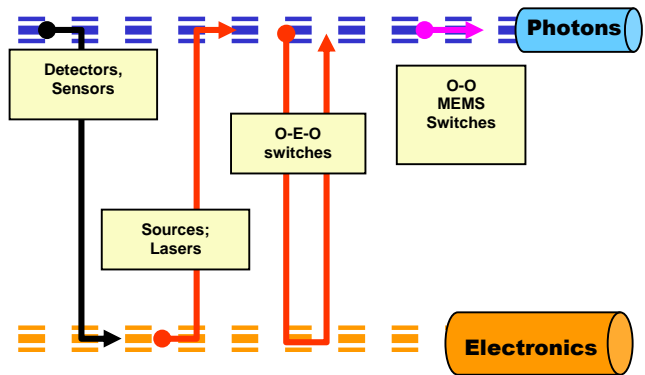 Photons
Detectors,
Sensors
O-O
MEMS
Switches
O-E-O
switches
Sources;
Lasers
Electronics